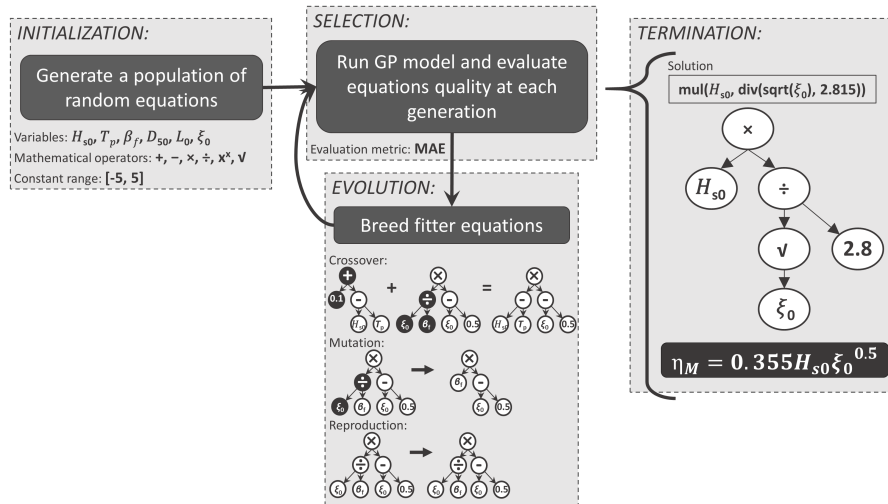 INITIALIZATION:
Generate a population of
random equations
Variables: H_s0, T_p, β_f, D_50, L_0, ξ_0
Mathematical operators: +, −, ×, ÷, x^x, √
Constant range: [-5, 5]
SELECTION:
Run GP model and evaluate
equations quality at each
generation
Evaluation metric: MAE
EVOLUTION:
Breed fitter equations
Crossover:
+ × ×
0.1 - + ÷ - = - -
H_s0 T_p ξ_0 β_f ξ_0 0.5 H_s0 T_p ξ_0 0.5
Mutation:
× ×
÷ - β_f -
ξ_0 β_f ξ_0 0.5 ξ_0 0.5
Reproduction:
× ×
÷ - ÷ -
ξ_0 β_f ξ_0 0.5 ξ_0 β_f ξ_0 0.5
TERMINATION:
Solution
mul(H_s0, div(sqrt(ξ_0), 2.815))
×
H_s0 ÷
√ 2.8
ξ_0
η_M = 0.355H_s0ξ_0^0.5